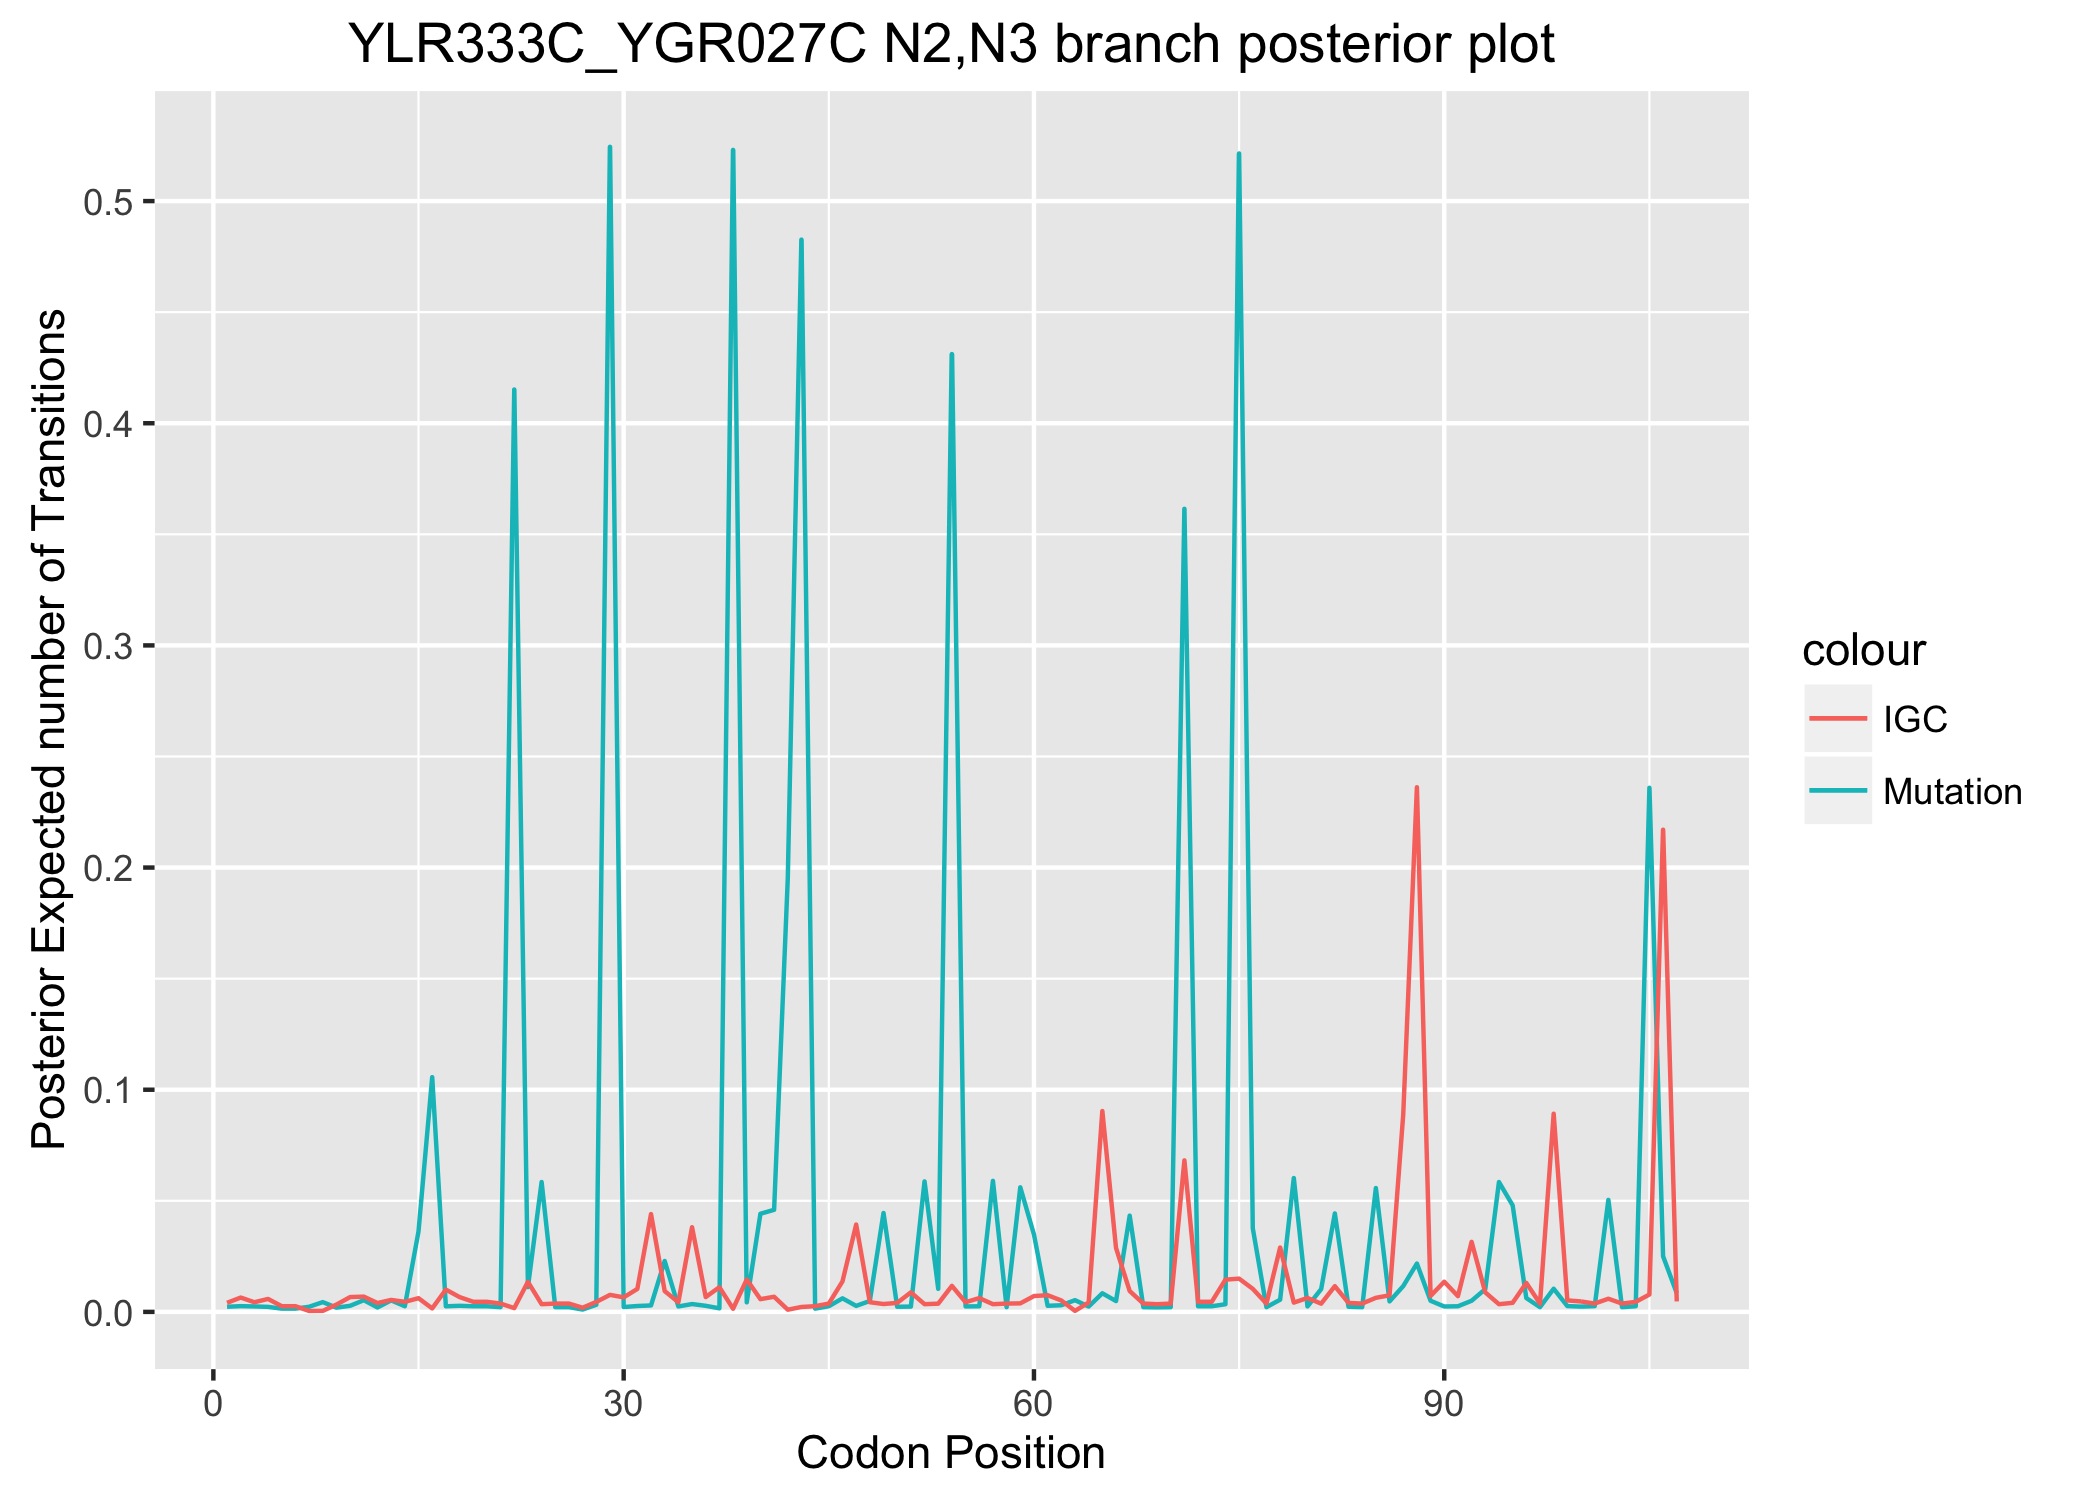 YLR333C_YGR027C N2,N3 branch posterior plot
Posterior Expected number of Transitions
0.5
0.4
0.3
0.2
0.1
0.0
0
30
60
90
Codon Position
colour
IGC
Mutation